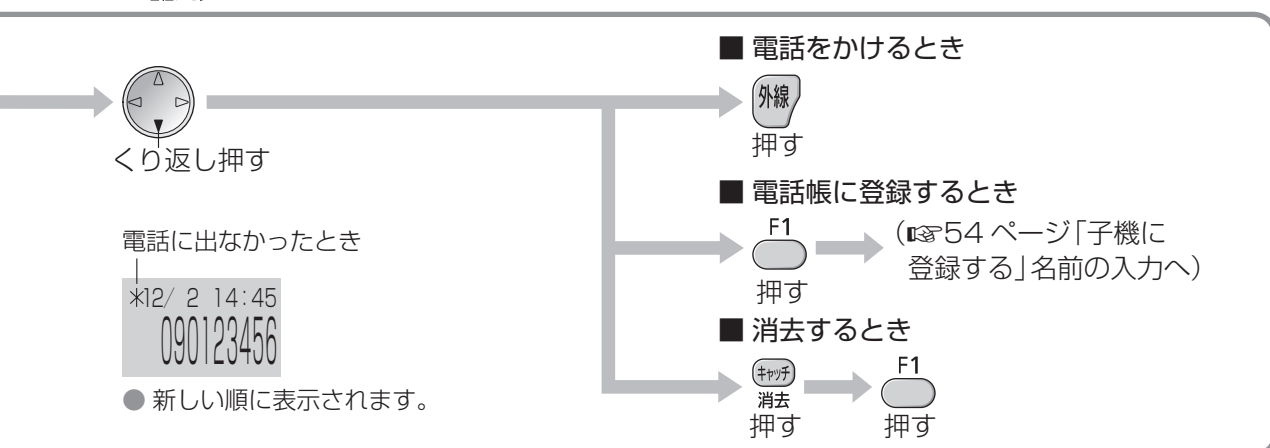 くり返し押す
電話に出なかったとき
*12/ 2 14:45
090123456
● 新しい順に表示されます。
■ 電話をかけるとき
外線
押す
■ 電話帳に登録するとき
F1
押す
(☞54 ページ「子機に
登録する」名前の入力へ)
■ 消去するとき
キャッチ
消去
押す
F1
押す